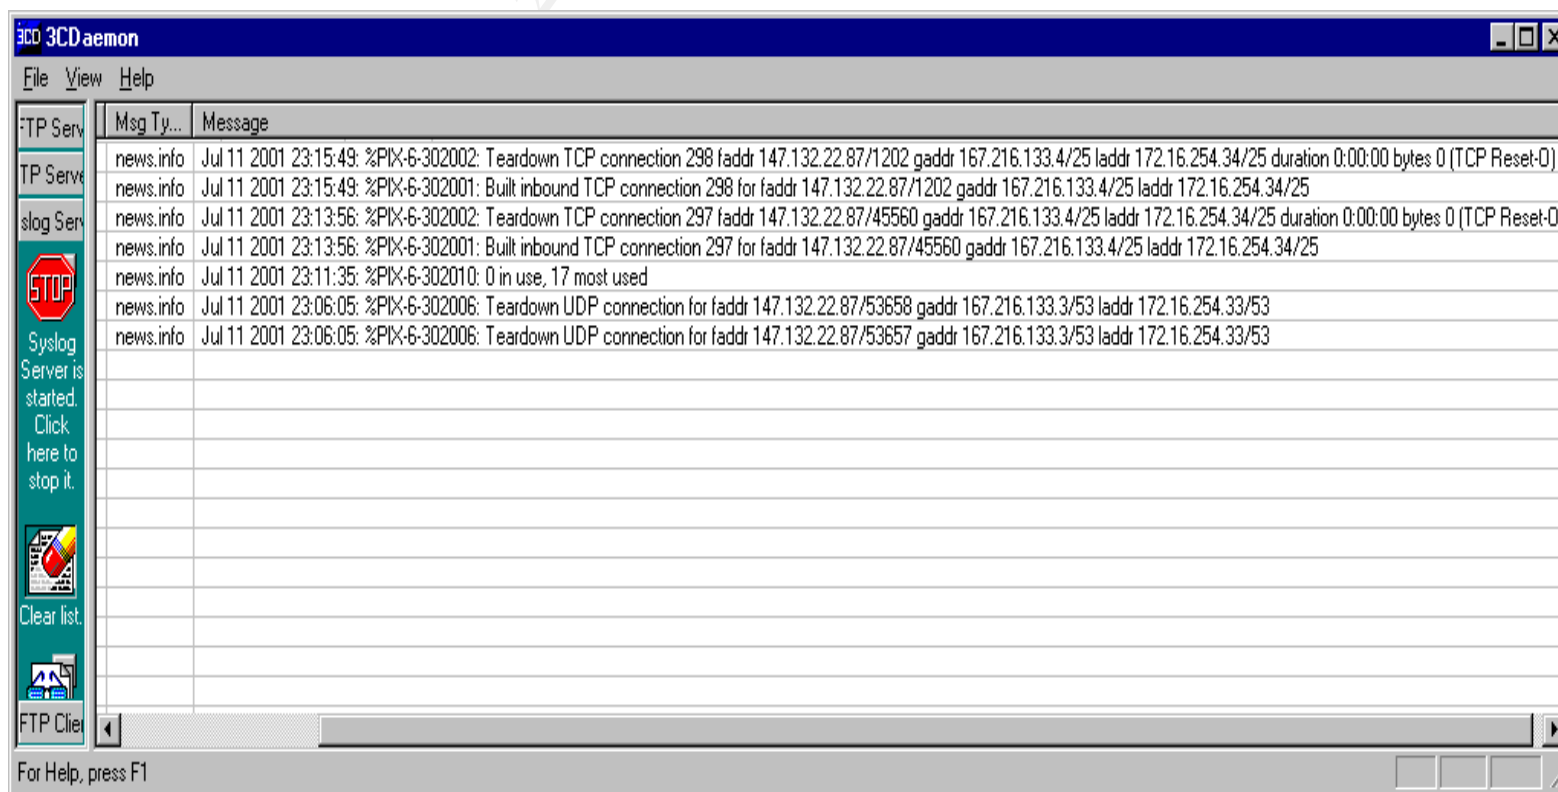 3CD 3CDaemon
File View Help
FTP Serv
TP Serve
slog Serv
STOP
Syslog
Server is
started.
Click
here to
stop it.
Clear list.
FTP Clie
Msg Ty... Message
news.info Jul 11 2001 23:15:49: %PIX-6-302002: Teardown TCP connection 298 faddr 147.132.22.87/1202 gaddr 167.216.133.4/25 laddr 172.16.254.34/25 duration 0:00:00 bytes 0 (TCP Reset-O)
news.info Jul 11 2001 23:15:49: %PIX-6-302001: Built inbound TCP connection 298 for faddr 147.132.22.87/1202 gaddr 167.216.133.4/25 laddr 172.16.254.34/25
news.info Jul 11 2001 23:13:56: %PIX-6-302002: Teardown TCP connection 297 faddr 147.132.22.87/45560 gaddr 167.216.133.4/25 laddr 172.16.254.34/25 duration 0:00:00 bytes 0 (TCP Reset-O
news.info Jul 11 2001 23:13:56: %PIX-6-302001: Built inbound TCP connection 297 for faddr 147.132.22.87/45560 gaddr 167.216.133.4/25 laddr 172.16.254.34/25
news.info Jul 11 2001 23:11:35: %PIX-6-302010: 0 in use, 17 most used
news.info Jul 11 2001 23:06:05: %PIX-6-302006: Teardown UDP connection for faddr 147.132.22.87/53658 gaddr 167.216.133.3/53 laddr 172.16.254.33/53
news.info Jul 11 2001 23:06:05: %PIX-6-302006: Teardown UDP connection for faddr 147.132.22.87/53657 gaddr 167.216.133.3/53 laddr 172.16.254.33/53
For Help, press F1